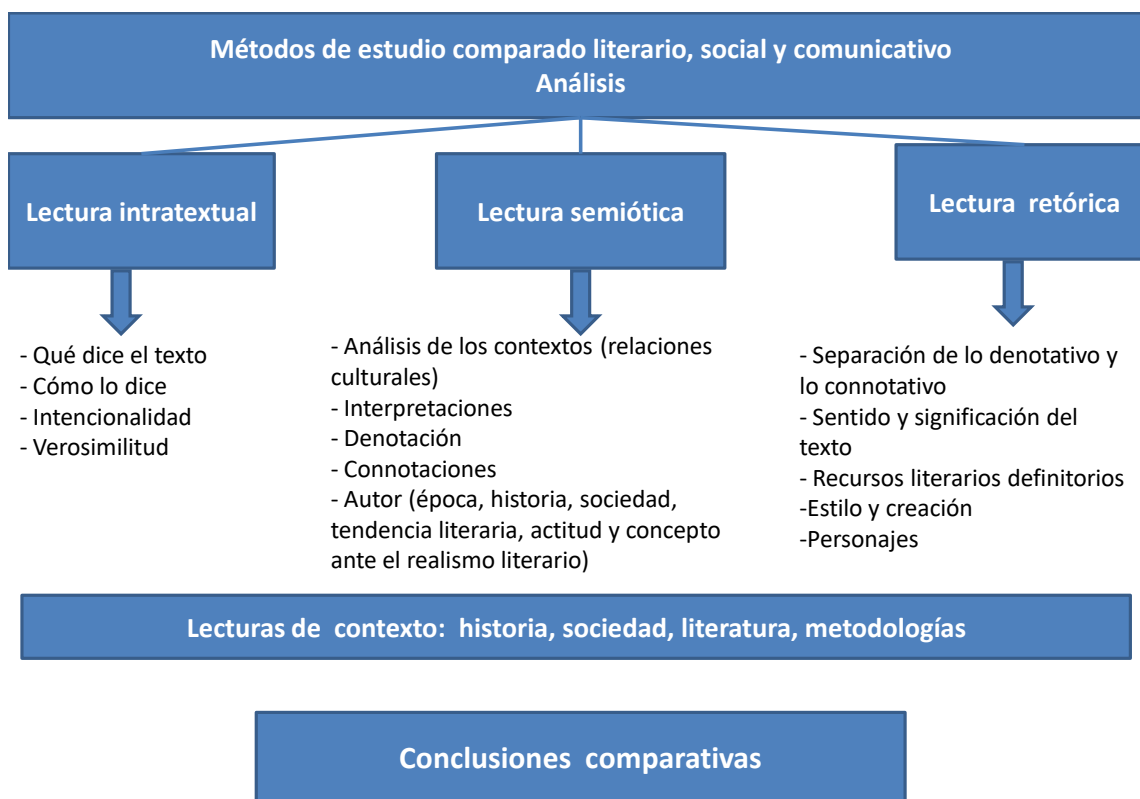 Métodos de estudio comparado literario, social y comunicativo
Análisis
Lectura intratextual
Lectura semiótica
Lectura retórica
- Qué dice el texto
- Cómo lo dice
- Intencionalidad
- Verosimilitud
- Análisis de los contextos (relaciones
culturales)
- Interpretaciones
- Denotación
- Connotaciones
- Autor (época, historia, sociedad,
tendencia literaria, actitud y concepto
ante el realismo literario)
- Separación de lo denotativo y
lo connotativo
- Sentido y significación del
texto
- Recursos literarios definitorios
-Estilo y creación
-Personajes
Lecturas de contexto: historia, sociedad, literatura, metodologías
Conclusiones comparativas